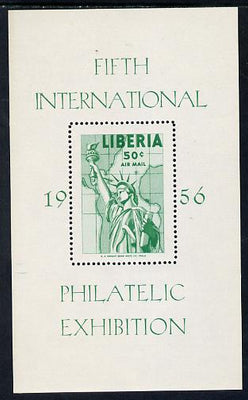 FIFTH
INTERNATIONAL
LIBERIA
50¢
AIR MAIL
19 56
PHILATELIC
EXHIBITION